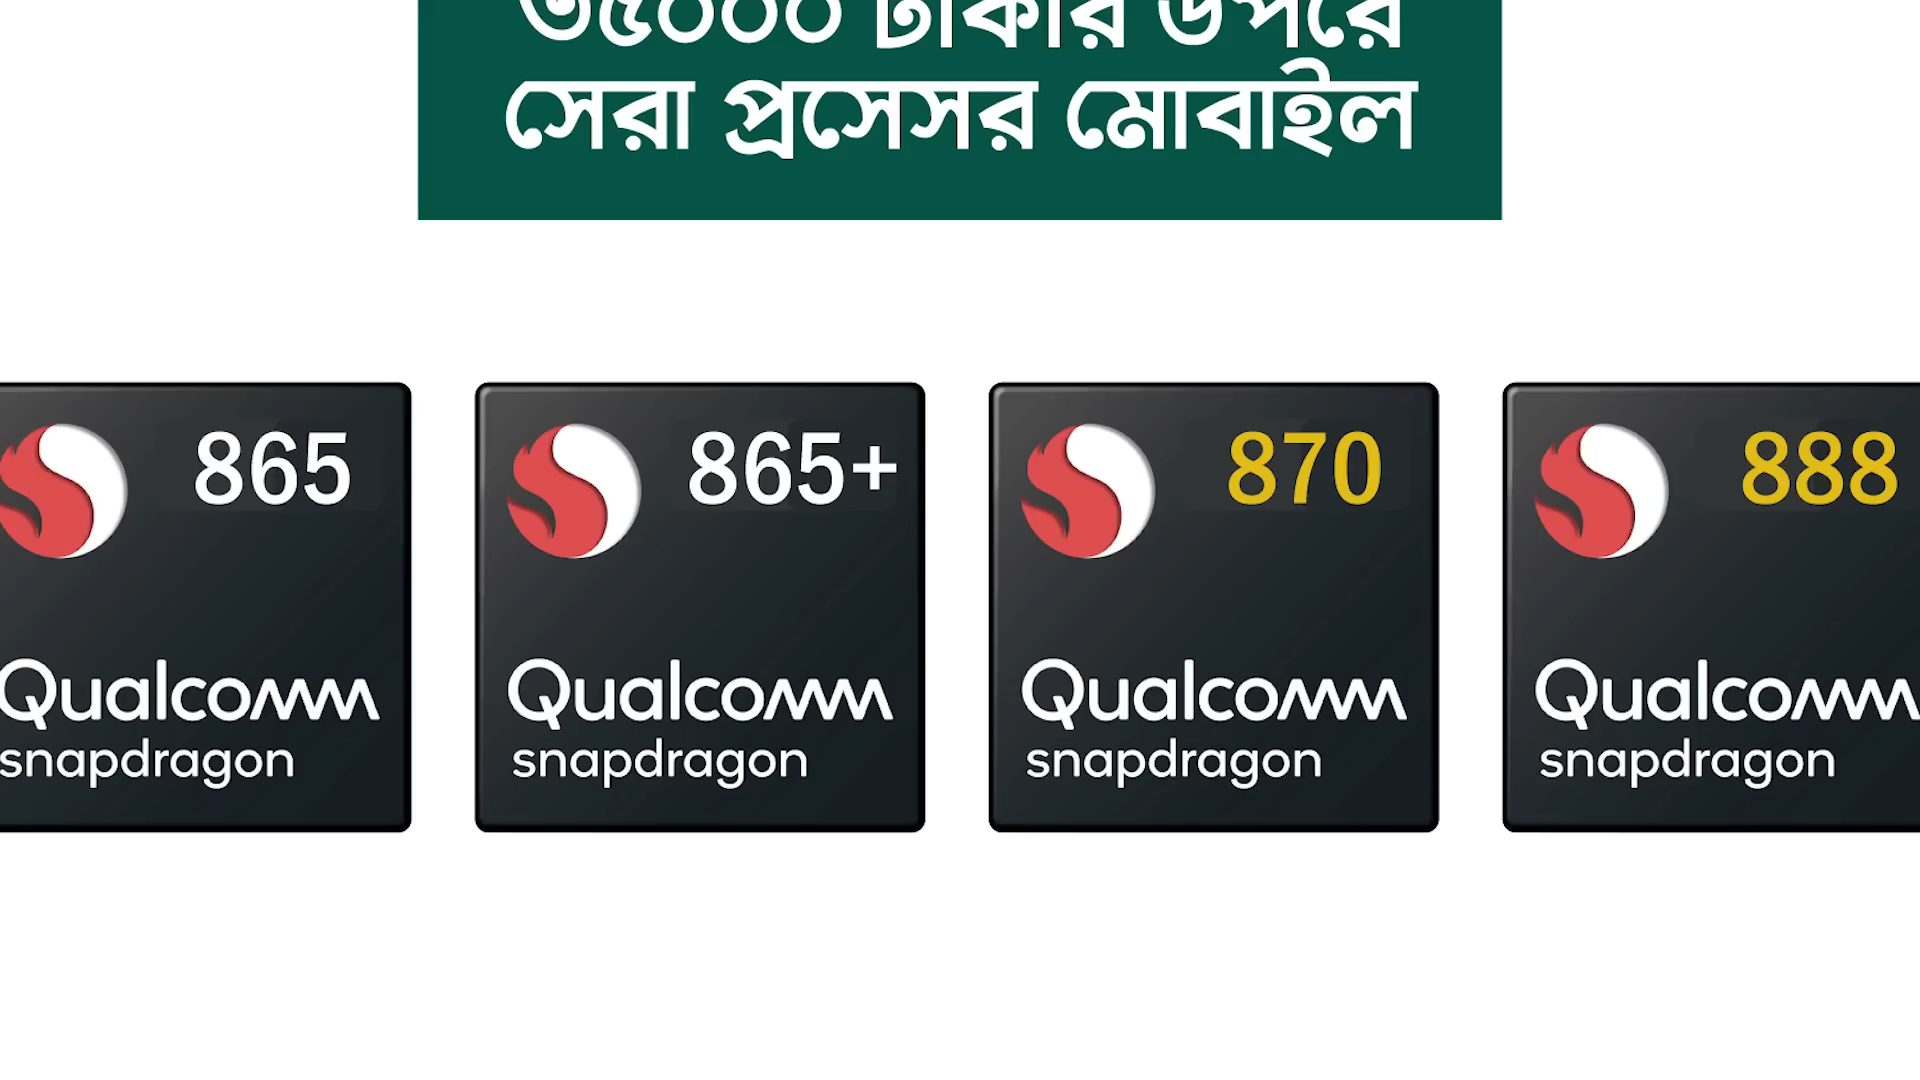 ৩৫০০০ টাকার উপরে
সেরা প্রসেসর মোবাইল
865
Qualcomm
snapdragon
865+
Qualcomm
snapdragon
870
Qualcomm
snapdragon
888
Qualcomm
snapdragon